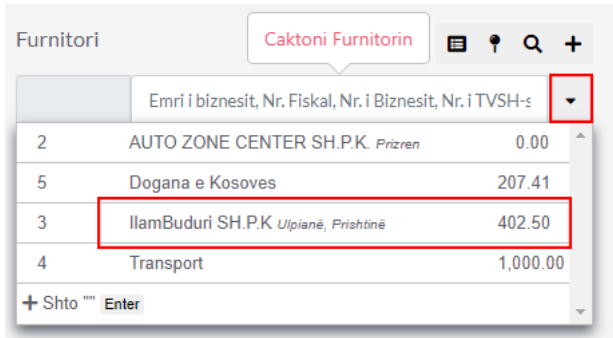 Furnitori
Caktoni Furnitorin
Emri i biznesit, Nr. Fiskal, Nr. i Biznesit, Nr. i TVSH-s
2 AUTO ZONE CENTER SH.P.K. Prizren 0.00
5 Dogana e Kosoves 207.41
3 IlamBuduri SH.P.K Ulpianë, Prishtinë 402.50
4 Transport 1,000.00
+ Shto "" Enter